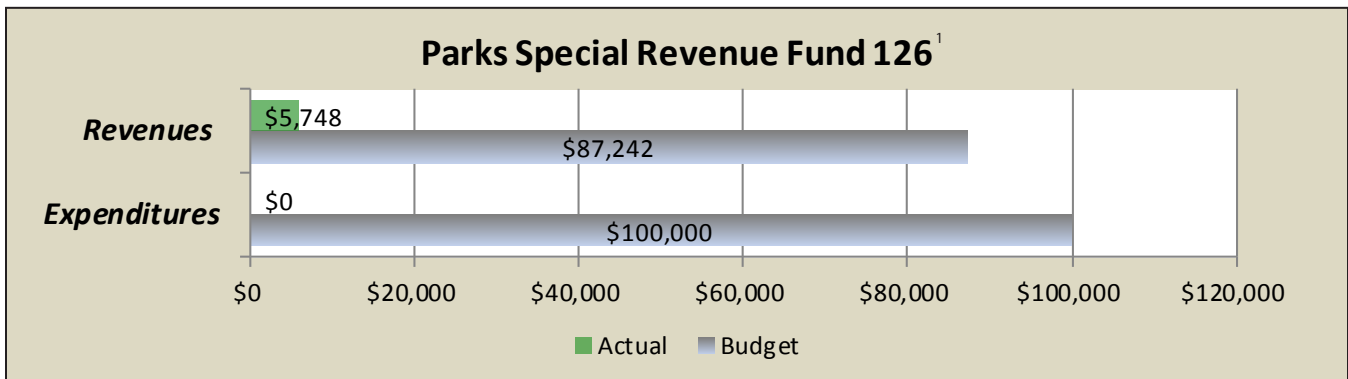 Parks Special Revenue Fund 126¹
Revenues
$5,748
$87,242
Expenditures
$0
$100,000
$0 $20,000 $40,000 $60,000 $80,000 $100,000 $120,000
Actual Budget